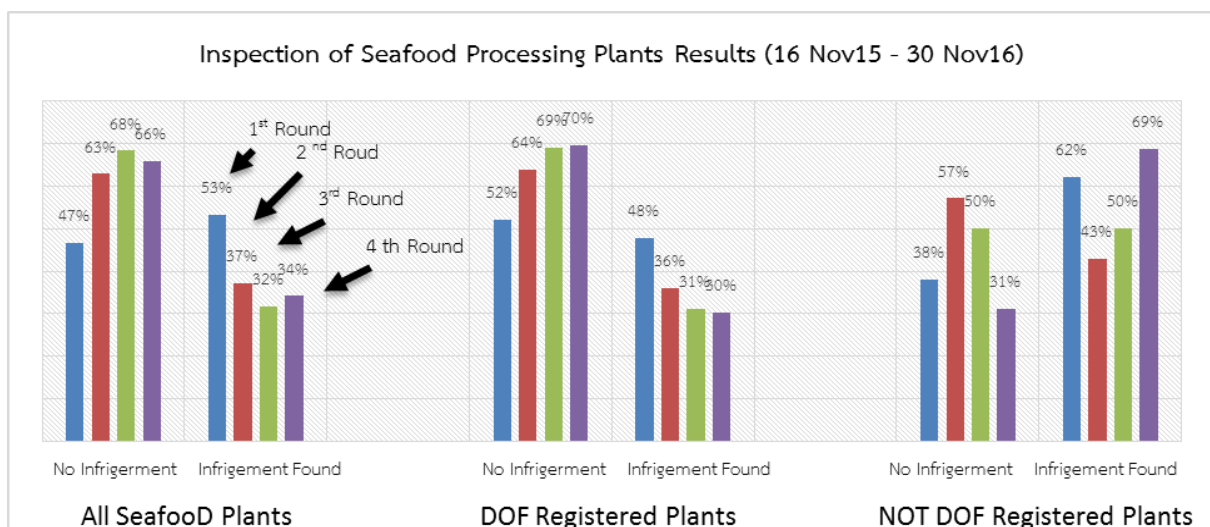 Inspection of Seafood Processing Plants Results (16 Nov15 - 30 Nov16)
47%
63%
68%
66%
53%
37%
32%
34%
1st Round
2 nd Roud
3rd Round
4 th Round
52%
64%
69%
70%
48%
36%
31%
30%
38%
57%
50%
31%
62%
43%
50%
69%
No Infrigerment
Infrigement Found
No Infrigerment
Infrigement Found
No Infrigerment
Infrigement Found
All SeafooD Plants
DOF Registered Plants
NOT DOF Registered Plants